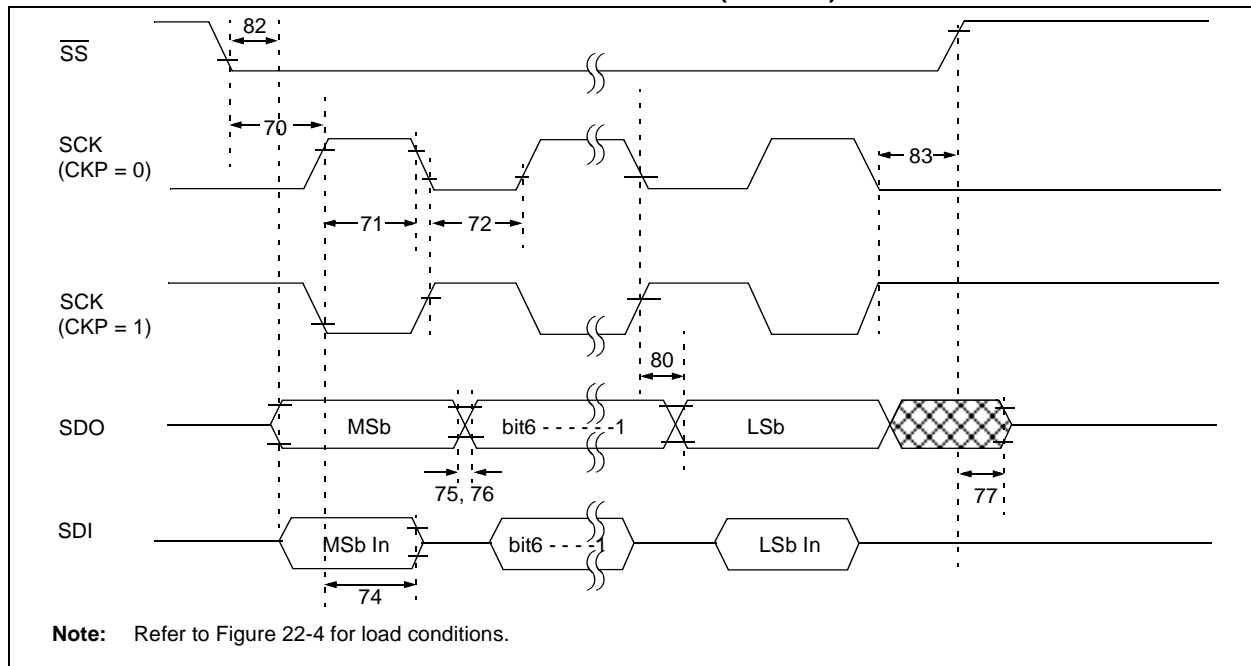 82
SS
70
SCK
(CKP = 0)
83
71
72
SCK
(CKP = 1)
80
SDO
MSb
bit6 - - - - - -1
LSb
75, 76
77
SDI
MSb In
bit6 - - - -1
LSb In
74
Note: Refer to Figure 22-4 for load conditions.